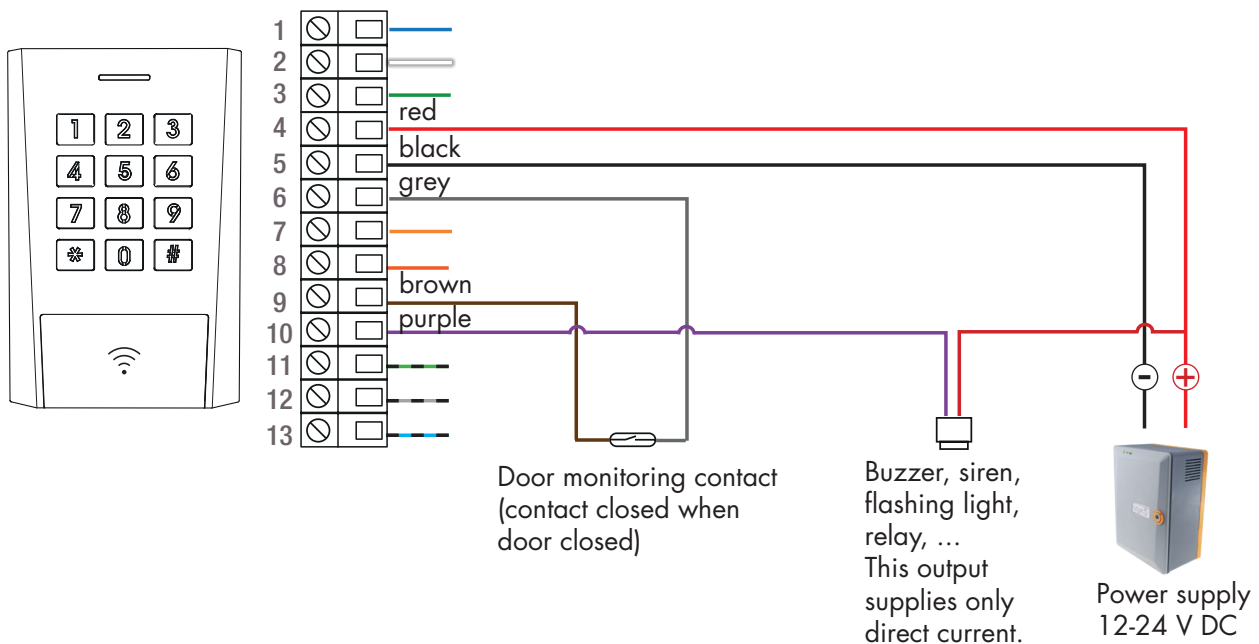 1
2
3
4
5
6
7
8
9
*
0
#
1
2
3
4
red
5
black
6
grey
7
8
9
brown
10
purple
11
12
13
-
+
Door monitoring contact
(contact closed when
door closed)
Buzzer, siren,
flashing light,
relay, ...
This output
supplies only
direct current.
Power supply
12-24 V DC